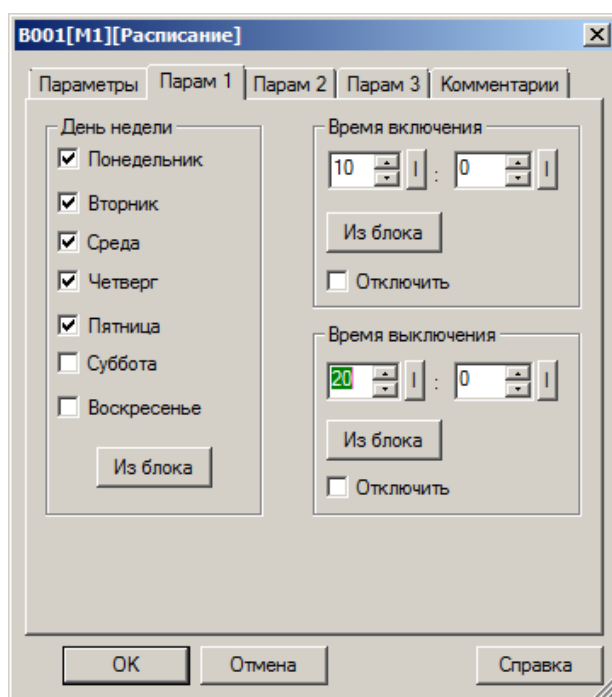 B001[M1][Расписание]
Параметры Парам 1 Парам 2 Парам 3 Комментарии
День недели
Понедельник
Вторник
Среда
Четверг
Пятница
Суббота
Воскресенье
Из блока
Время включения
10 I : 0 I
Из блока
Отключить
Время выключения
20 I : 0 I
Из блока
Отключить
OK Отмена Справка